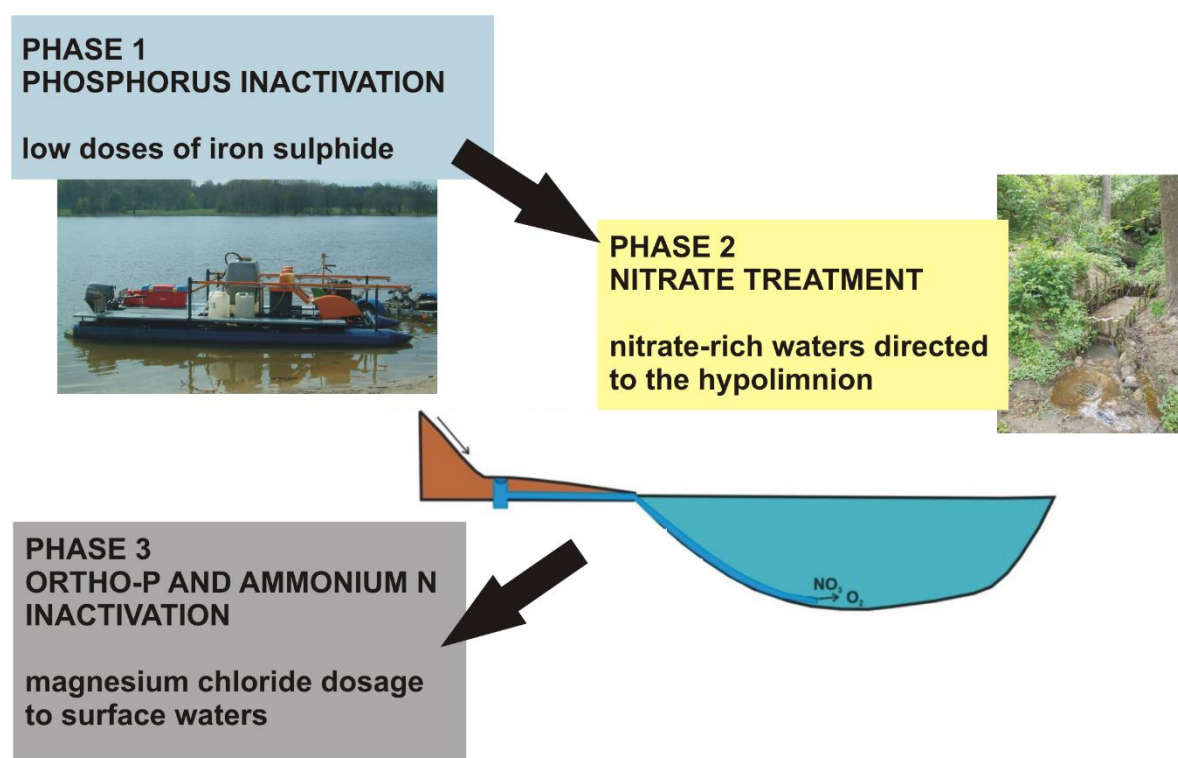 PHASE 1
PHOSPHORUS INACTIVATION
low doses of iron sulphide
PHASE 2
NITRATE TREATMENT
nitrate-rich waters directed
to the hypolimnion
NO3
O2
PHASE 3
ORTHO-P AND AMMONIUM N
INACTIVATION
magnesium chloride dosage
to surface waters